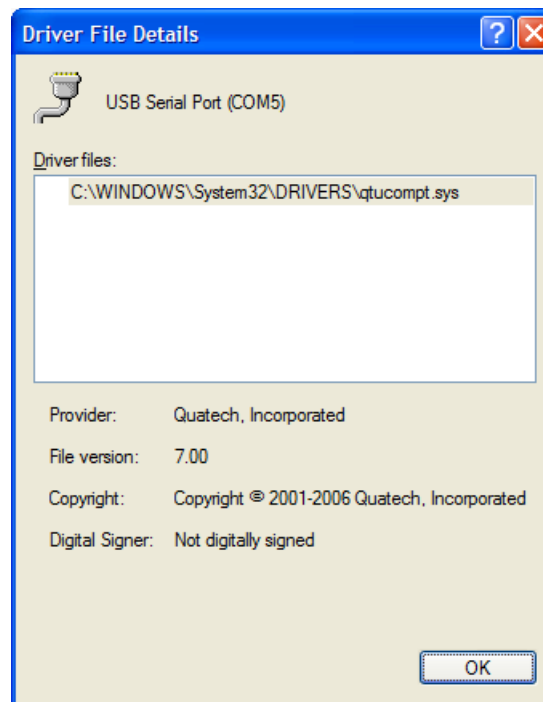 Driver File Details
USB Serial Port (COM5)
Driver files:
C:\WINDOWS\System32\DRIVERS\qtucompt.sys
Provider: Quatech, Incorporated
File version: 7.00
Copyright: Copyright © 2001-2006 Quatech, Incorporated
Digital Signer: Not digitally signed
OK